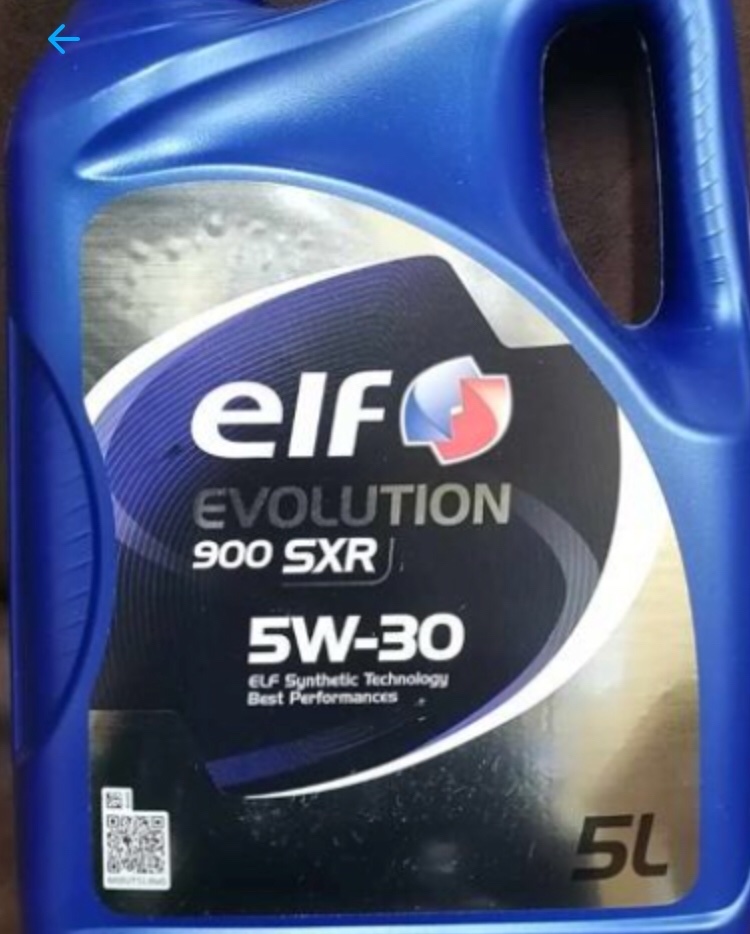 elf
EVOLUTION
900 SXR
5W-30
ELF Synthetic Technology
Best Performances
5L